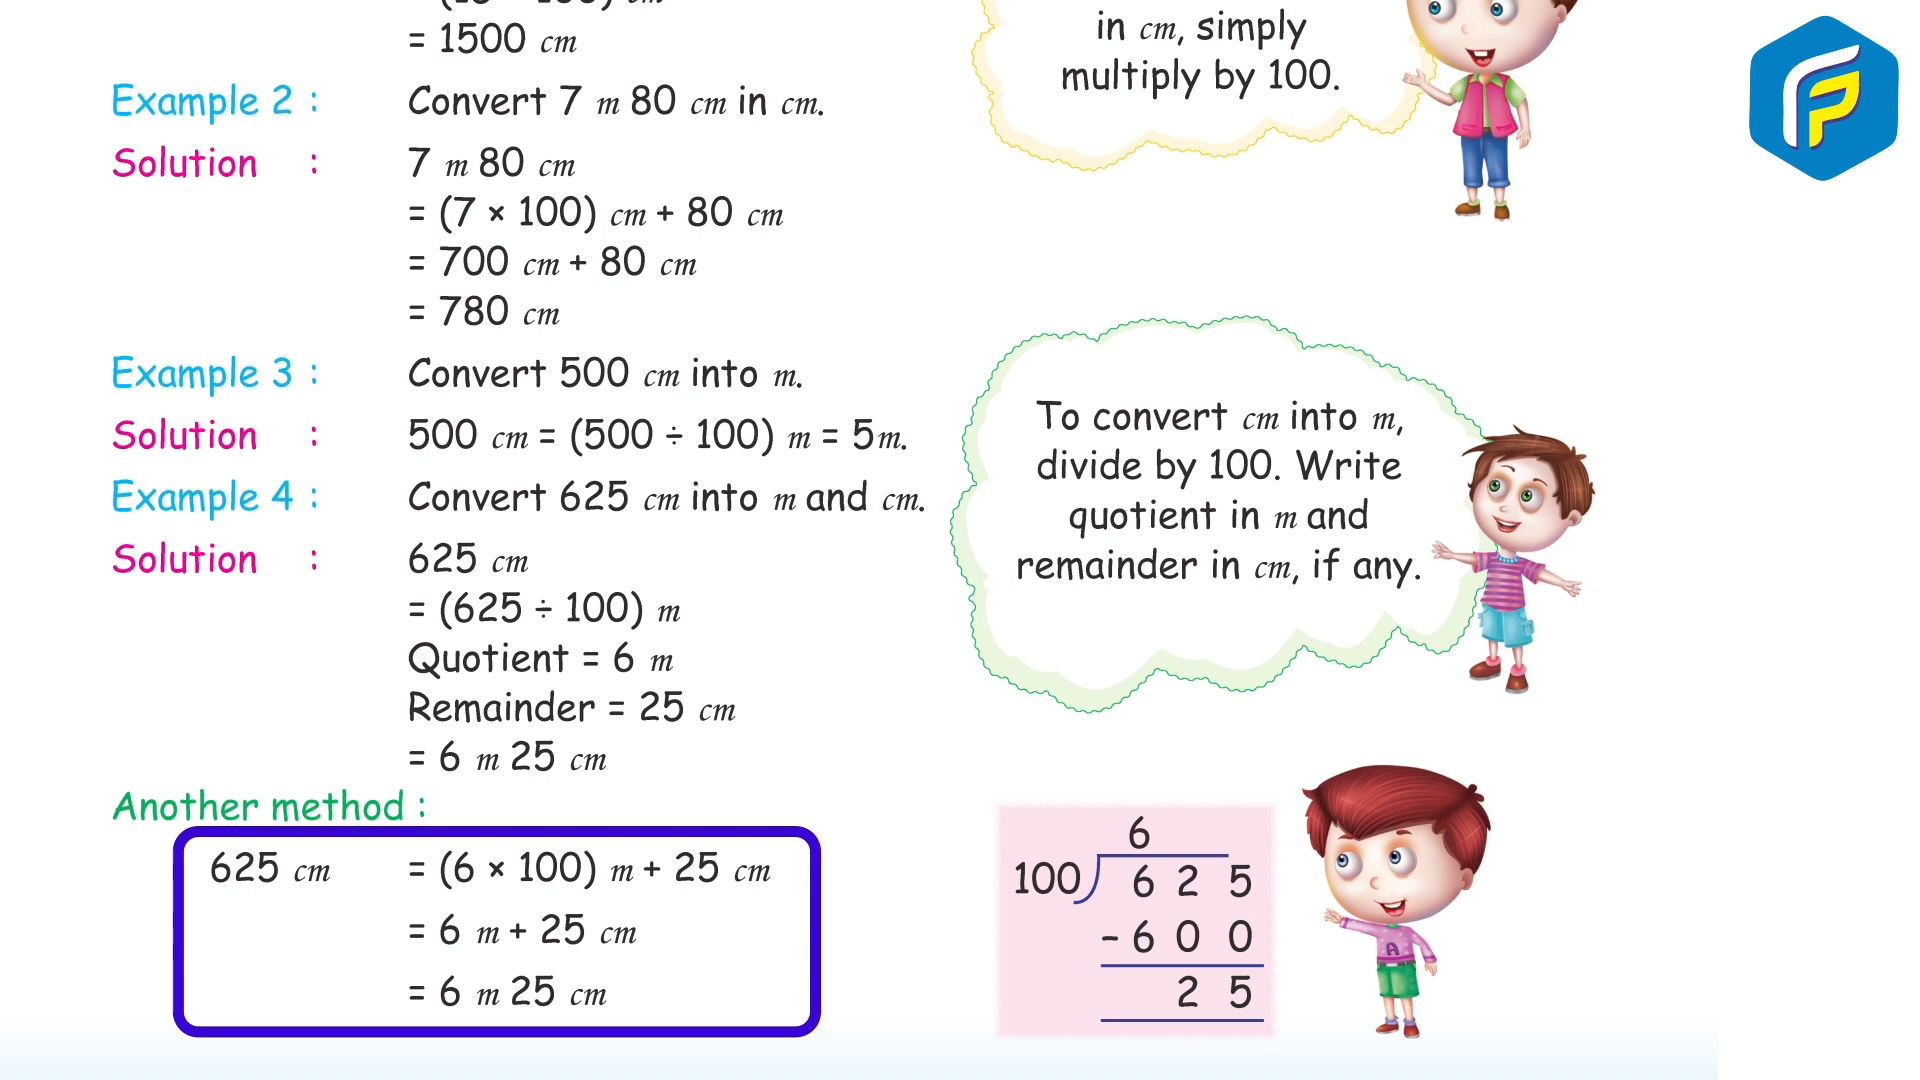 = 1500 cm
Example 2 : Convert 7 m 80 cm in cm.
Solution : 7 m 80 cm
= (7 × 100) cm + 80 cm
= 700 cm + 80 cm
= 780 cm
Example 3 : Convert 500 cm into m.
Solution : 500 cm = (500 ÷ 100) m = 5m.
Example 4 : Convert 625 cm into m and cm.
Solution : 625 cm
= (625 ÷ 100) m
Quotient = 6 m
Remainder = 25 cm
= 6 m 25 cm
Another method :
625 cm = (6 × 100) m + 25 cm
= 6 m + 25 cm
= 6 m 25 cm
in cm, simply
multiply by 100.
To convert cm into m,
divide by 100. Write
quotient in m and
remainder in cm, if any.
6
100 6 2 5
- 6 0 0
2 5
A